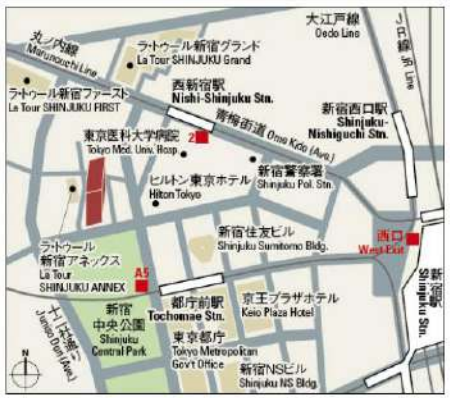 大江戸線
Oedo Line
JR線 JR Line
丸ノ内線
Marunouchi Line
ラ・トゥール新宿グランド
La Tour SHINJUKU Grand
西新宿駅
Nishi-Shinjuku Stn.
ラ・トゥール新宿ファースト
La Tour SHINJUKU FIRST
青梅街道 Ome Kaido (Ave.)
新宿西口駅
Shinjuku-
Nishiguchi Stn.
2
東京医科大学病院
Tokyo Med. Univ. Hosp.
新宿警察署
Shinjuku Pol. Stn.
ヒルトン東京ホテル
Hilton Tokyo
西口
West Exit
新宿住友ビル
Shinjuku Sumitomo Bldg.
ラ・トゥール
新宿アネックス
La Tour
SHINJUKU ANNEX
A5
新宿駅
Shinjuku Stn.
新宿
中央公園
Shinjuku
Central Park
都庁前駅
Tochomae Stn.
京王プラザホテル
Keio Plaza Hotel
東京都庁
Tokyo Metropolitan
Gov't Office
新宿NSビル
Shinjuku NS Bldg.
十二社通り
Juniso Dori (Ave.)
N